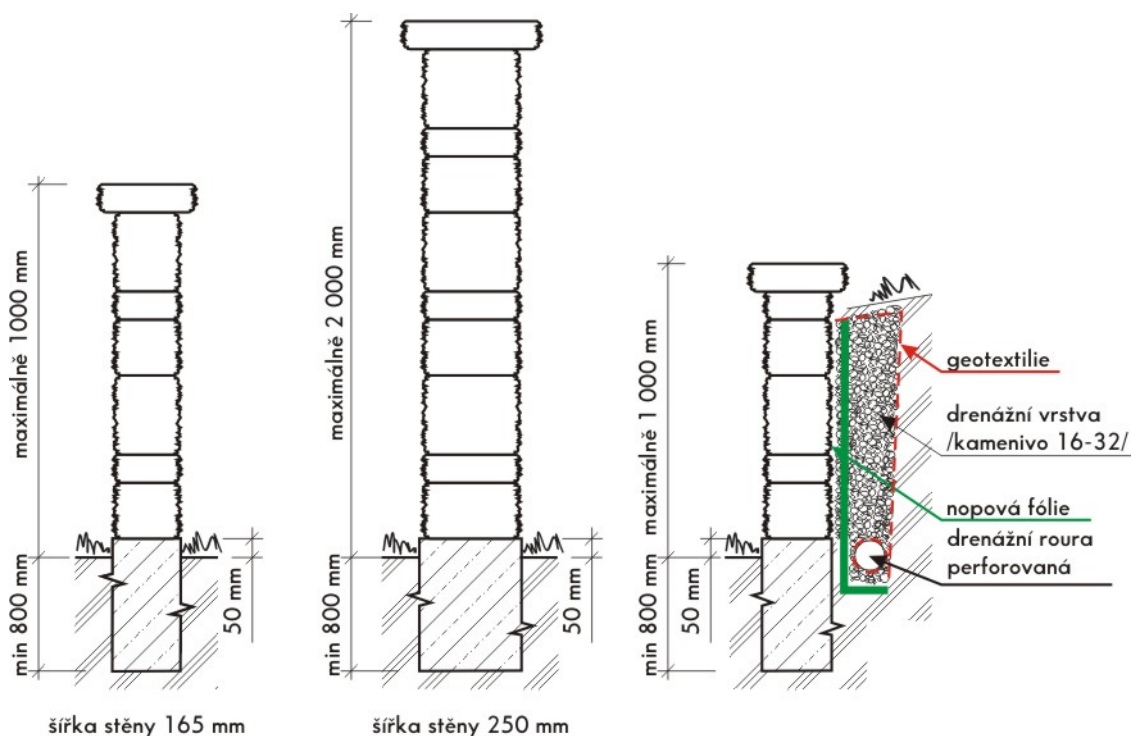 maximálně 1000 mm
min 800 mm
50 mm
šířka stěny 165 mm
maximálně 2 000 mm
min 800 mm
50 mm
šířka stěny 250 mm
maximálně 1 000 mm
min 800 mm
50 mm
geotextilie
drenážní vrstva
/kamenivo 16-32/
nopová fólie
drenážní roura
perforovaná